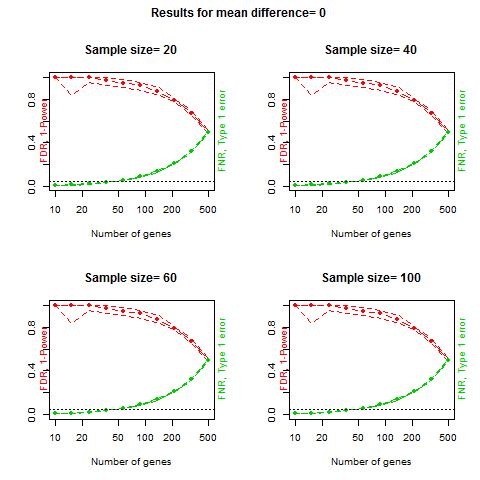 Results for mean difference= 0
Sample size= 20
Sample size= 40
FDR, 1-Power
0.0 0.4 0.8
FNR, Type 1 error
FDR, 1-Power
0.0 0.4 0.8
FNR, Type 1 error
10 20 50 100 200 500
10 20 50 100 200 500
Number of genes
Number of genes
Sample size= 60
Sample size= 100
FDR, 1-Power
0.0 0.4 0.8
FNR, Type 1 error
FDR, 1-Power
0.0 0.4 0.8
FNR, Type 1 error
10 20 50 100 200 500
10 20 50 100 200 500
Number of genes
Number of genes